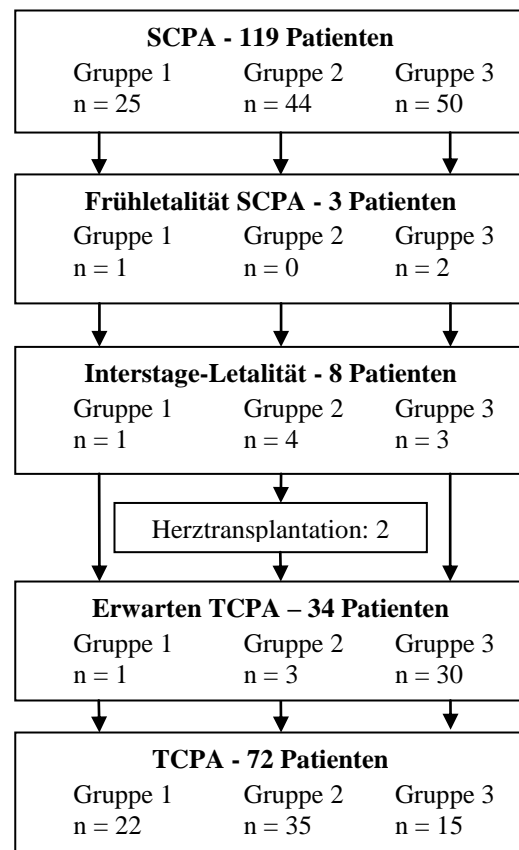 SCPA - 119 Patienten
Gruppe 1 Gruppe 2 Gruppe 3
n = 25 n = 44 n = 50
Frühletalität SCPA - 3 Patienten
Gruppe 1 Gruppe 2 Gruppe 3
n = 1 n = 0 n = 2
Interstage-Letalität - 8 Patienten
Gruppe 1 Gruppe 2 Gruppe 3
n = 1 n = 4 n = 3
Herztransplantation: 2
Erwarten TCPA – 34 Patienten
Gruppe 1 Gruppe 2 Gruppe 3
n = 1 n = 3 n = 30
TCPA - 72 Patienten
Gruppe 1 Gruppe 2 Gruppe 3
n = 22 n = 35 n = 15